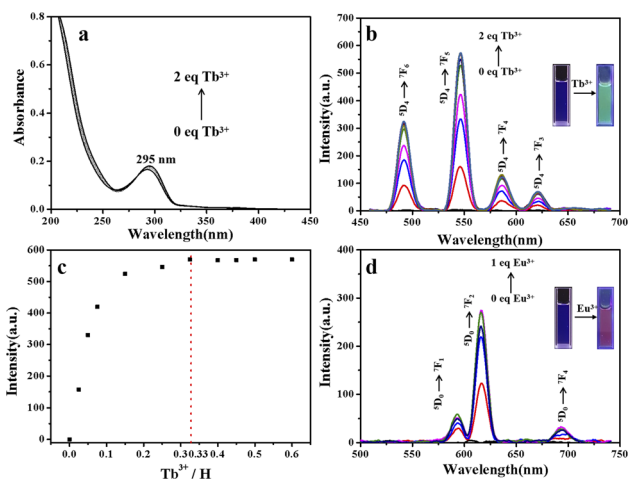 a
Absorbance
0.8
0.6
0.4
0.2
0.0
2 eq Tb³⁺
0 eq Tb³⁺
295 nm
200 250 300 350 400 450
Wavelength(nm)
b
Intensity(a.u.)
700
600
500
400
300
200
100
0
⁵D₄ → ⁷F₆
⁵D₄ → ⁷F₅
⁵D₄ → ⁷F₄
⁵D₄ → ⁷F₃
2 eq Tb³⁺
0 eq Tb³⁺
Tb³⁺
450 500 550 600 650 700
Wavelength(nm)
c
Intensity(a.u.)
600
500
400
300
200
100
0
0.0 0.1 0.2 0.3 0.33 0.4 0.5 0.6
Tb³⁺ / H
d
Intensity(a.u.)
400
300
200
100
0
⁵D₀ → ⁷F₁
⁵D₀ → ⁷F₂
⁵D₀ → ⁷F₄
1 eq Eu³⁺
0 eq Eu³⁺
Eu³⁺
500 550 600 650 700 750
Wavelength(nm)